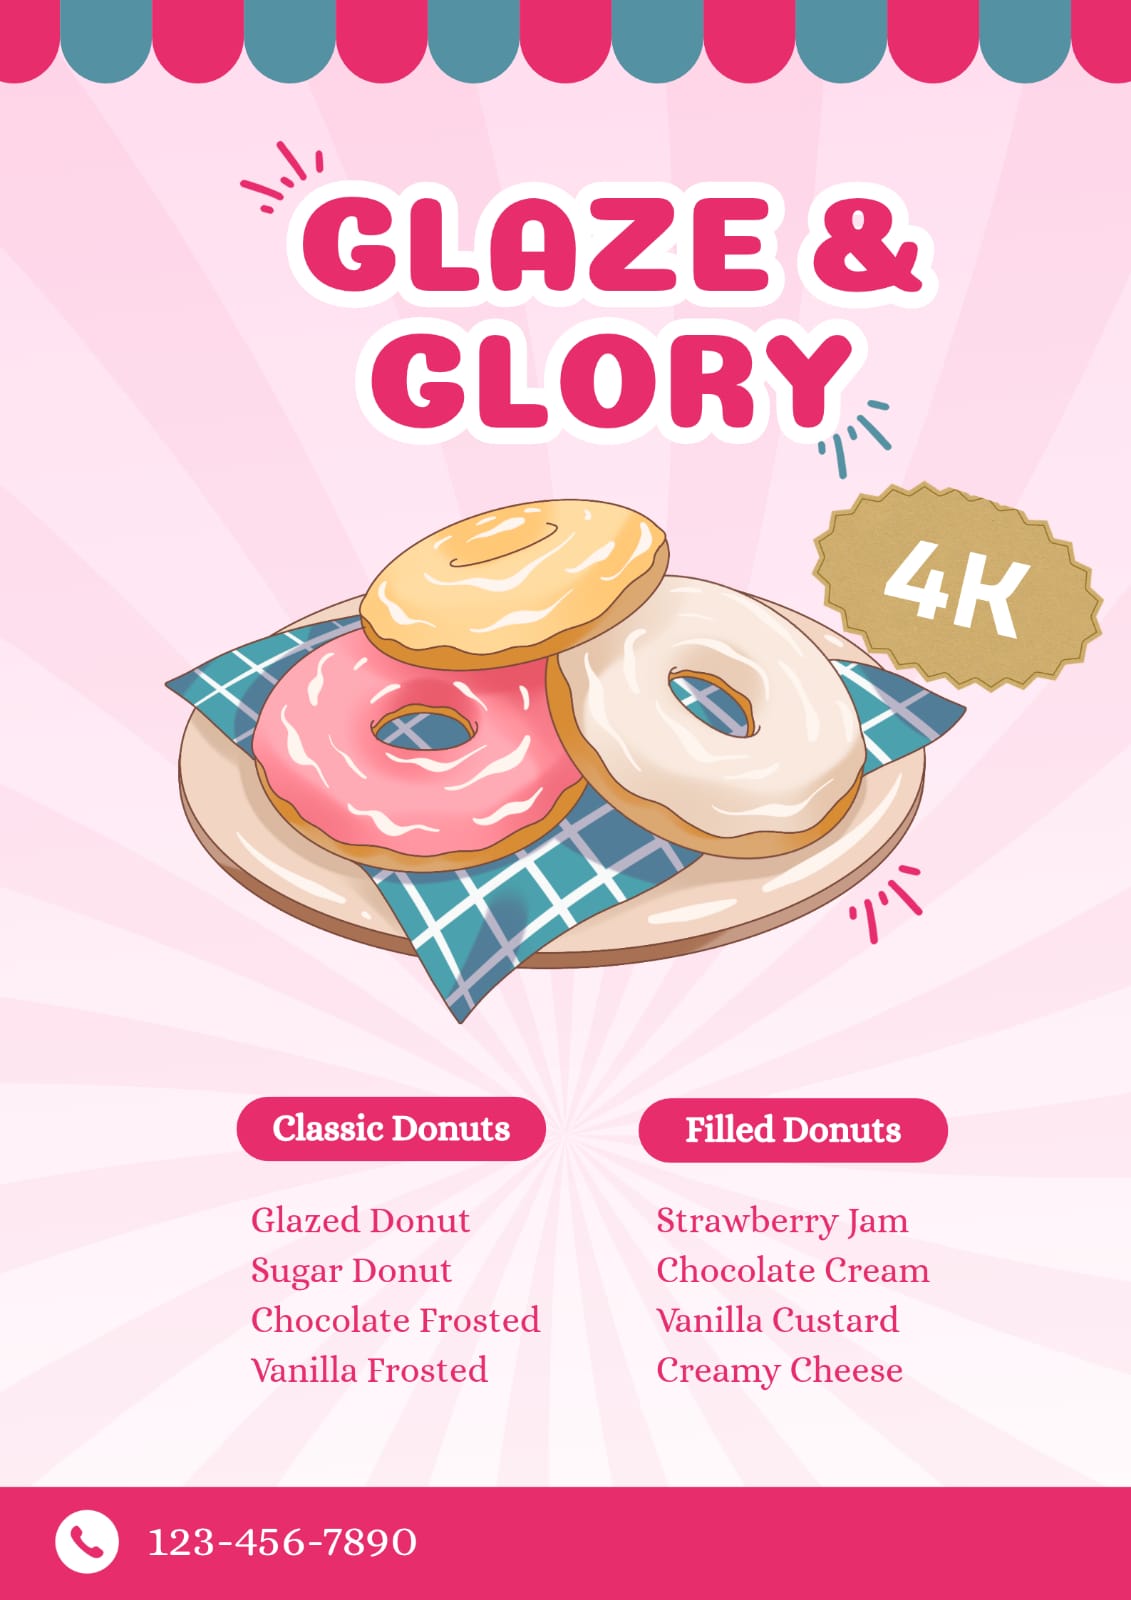 GLAZE &
GLORY
4K
Classic Donuts
Glazed Donut
Sugar Donut
Chocolate Frosted
Vanilla Frosted
Filled Donuts
Strawberry Jam
Chocolate Cream
Vanilla Custard
Creamy Cheese
123-456-7890